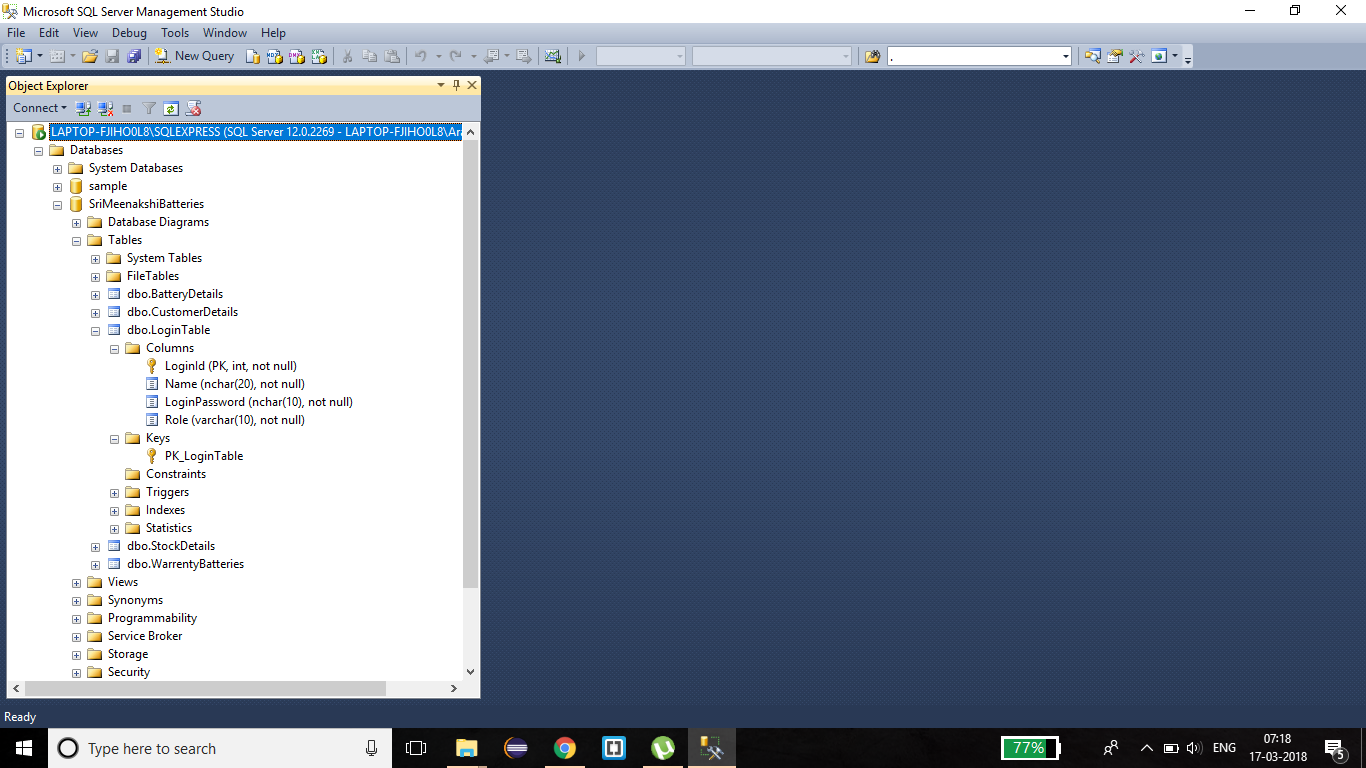 Microsoft SQL Server Management Studio
File Edit View Debug Tools Window Help
New Query
.
Object Explorer
Connect
LAPTOP-FJIHO0L8\SQLEXPRESS (SQL Server 12.0.2269 - LAPTOP-FJIHO0L8\Ar
Databases
System Databases
sample
SriMeenakshiBatteries
Database Diagrams
Tables
System Tables
FileTables
dbo.BatteryDetails
dbo.CustomerDetails
dbo.LoginTable
Columns
LoginId (PK, int, not null)
Name (nchar(20), not null)
LoginPassword (nchar(10), not null)
Role (varchar(10), not null)
Keys
PK_LoginTable
Constraints
Triggers
Indexes
Statistics
dbo.StockDetails
dbo.WarrentyBatteries
Views
Synonyms
Programmability
Service Broker
Storage
Security
Ready
Type here to search
77%
ENG
07:18
17-03-2018
5